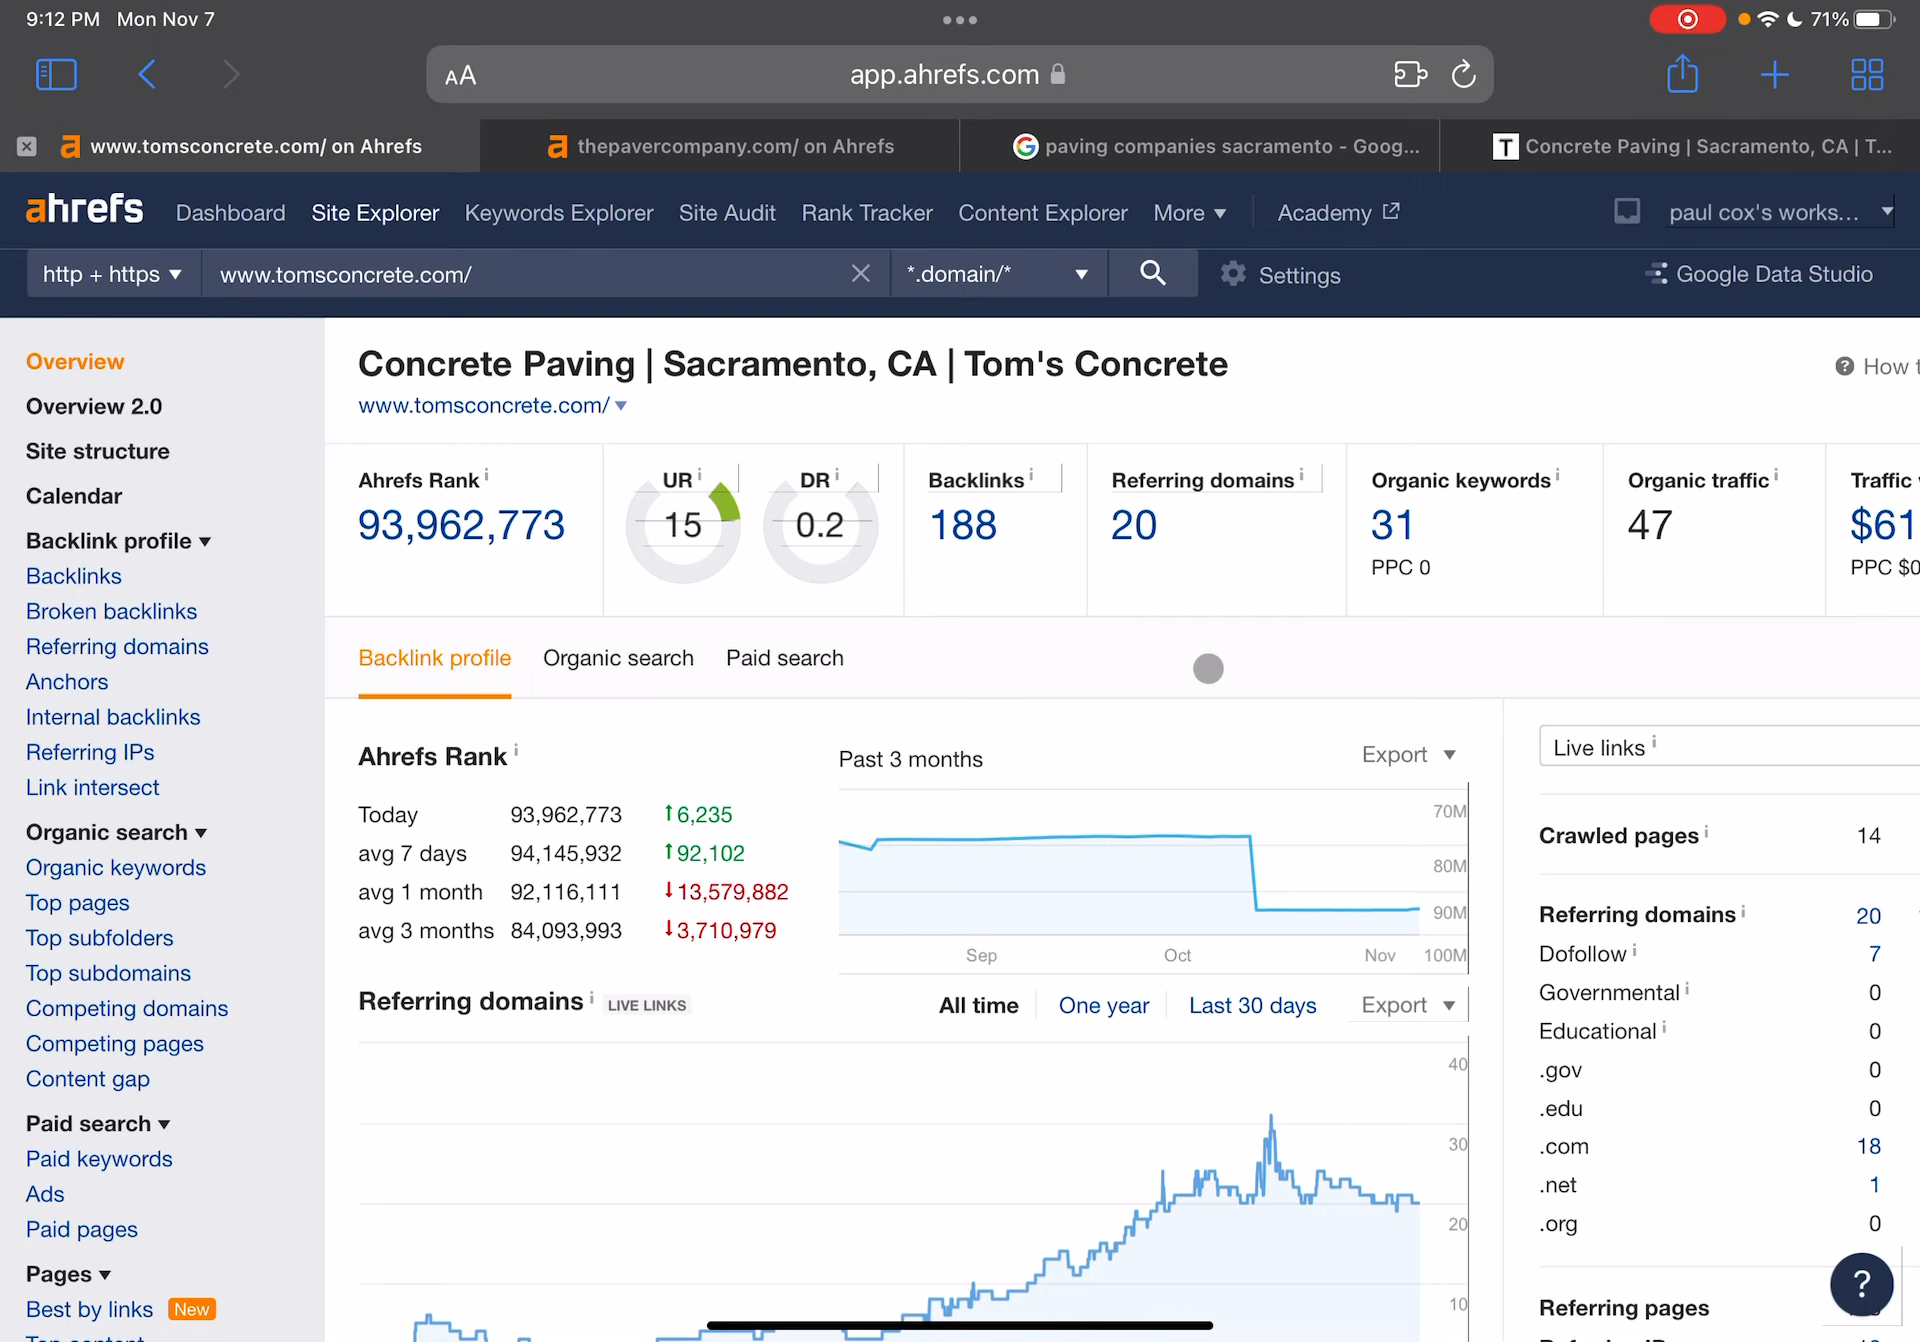 9:12 PM Mon Nov 7
71%
AA
app.ahrefs.com
www.tomsconcrete.com/ on Ahrefs
thepavercompany.com/ on Ahrefs
paving companies sacramento - Goog...
T Concrete Paving | Sacramento, CA | T...
ahrefs
Dashboard
Site Explorer
Keywords Explorer
Site Audit
Rank Tracker
Content Explorer
More
Academy
paul cox's works...
http + https
www.tomsconcrete.com/
*.domain/*
Settings
Google Data Studio
Overview
Overview 2.0
Site structure
Calendar
Backlink profile
Backlinks
Broken backlinks
Referring domains
Anchors
Internal backlinks
Referring IPs
Link intersect
Organic search
Organic keywords
Top pages
Top subfolders
Top subdomains
Competing domains
Competing pages
Content gap
Paid search
Paid keywords
Ads
Paid pages
Pages
Best by links New
Concrete Paving | Sacramento, CA | Tom's Concrete
? How
www.tomsconcrete.com/
Ahrefs Rank i
93,962,773
UR i
15
DR i
0.2
Backlinks i
188
Referring domains i
20
Organic keywords i
31
PPC 0
Organic traffic i
47
Traffic
$61
PPC $0
Backlink profile
Organic search
Paid search
Ahrefs Rank i
Past 3 months
Export
Today 93,962,773 ↑6,235
avg 7 days 94,145,932 ↑92,102
avg 1 month 92,116,111 ↓13,579,882
avg 3 months 84,093,993 ↓3,710,979
70M
80M
90M
100M
Sep Oct Nov
Referring domains i LIVE LINKS
All time
One year
Last 30 days
Export
40
30
20
10
Live links i
Crawled pages i 14
Referring domains i 20
Dofollow i 7
Governmental i 0
Educational i 0
.gov 0
.edu 0
.com 18
.net 1
.org 0
Referring pages
?